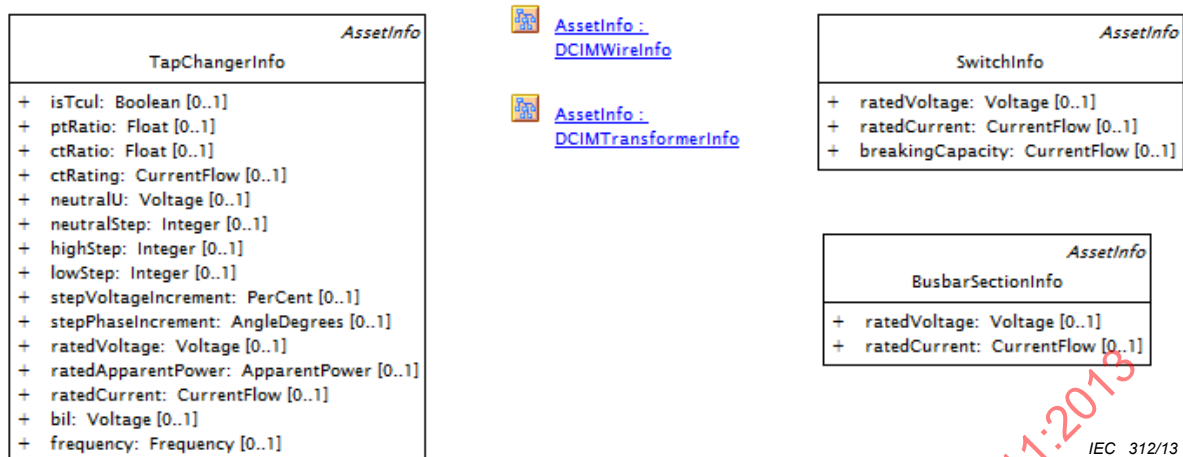 AssetInfo
TapChangerInfo
+ isTcul: Boolean [0..1]
+ ptRatio: Float [0..1]
+ ctRatio: Float [0..1]
+ ctRating: CurrentFlow [0..1]
+ neutralU: Voltage [0..1]
+ neutralStep: Integer [0..1]
+ highStep: Integer [0..1]
+ lowStep: Integer [0..1]
+ stepVoltageIncrement: PerCent [0..1]
+ stepPhaseIncrement: AngleDegrees [0..1]
+ ratedVoltage: Voltage [0..1]
+ ratedApparentPower: ApparentPower [0..1]
+ ratedCurrent: CurrentFlow [0..1]
+ bil: Voltage [0..1]
+ frequency: Frequency [0..1]
AssetInfo :
DCIMWireInfo
AssetInfo :
DCIMTransformerInfo
AssetInfo
SwitchInfo
+ ratedVoltage: Voltage [0..1]
+ ratedCurrent: CurrentFlow [0..1]
+ breakingCapacity: CurrentFlow [0..1]
AssetInfo
BusbarSectionInfo
+ ratedVoltage: Voltage [0..1]
+ ratedCurrent: CurrentFlow [0..1]
1:2013
IEC 312/13